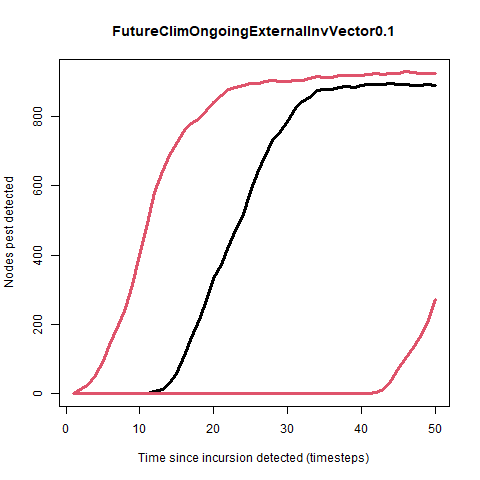 FutureClimOngoingExternalInvVector0.1
Nodes pest detected
800
600
400
200
0
0 10 20 30 40 50
Time since incursion detected (timesteps)